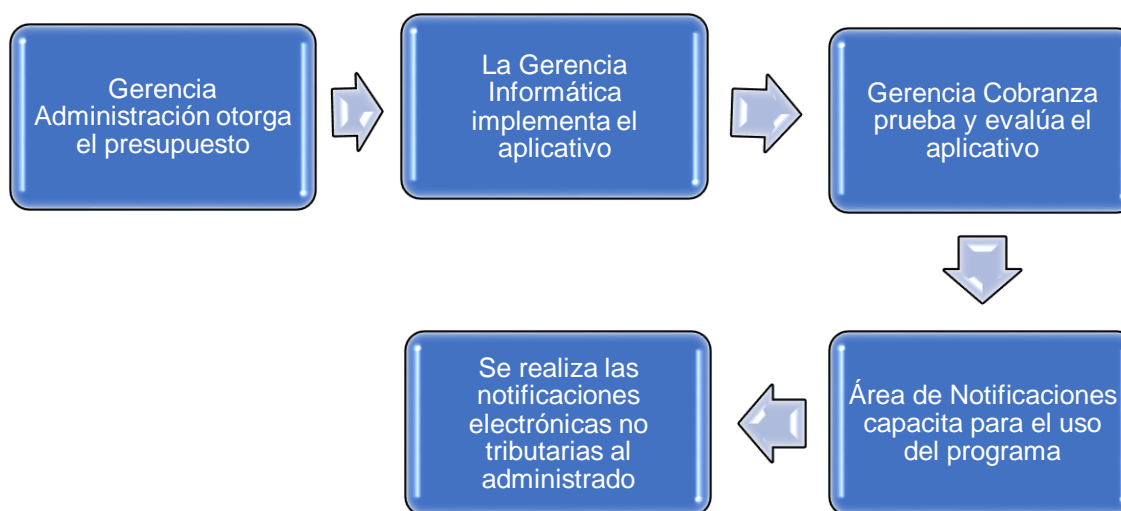 Gerencia
Administración otorga
el presupuesto
La Gerencia
Informática
implementa el
aplicativo
Gerencia Cobranza
prueba y evalúa el
aplicativo
Área de Notificaciones
capacita para el uso
del programa
Se realiza las
notificaciones
electrónicas no
tributarias al
administrado